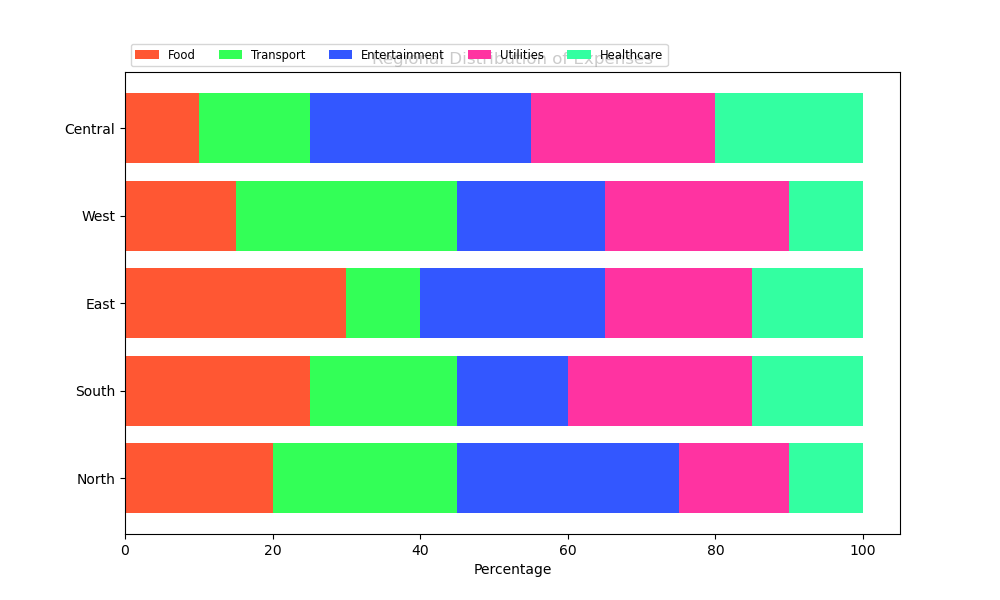 Regional Distribution of Expenses
Food Transport Entertainment Utilities Healthcare
Central
West
East
South
North
0 20 40 60 80 100
Percentage